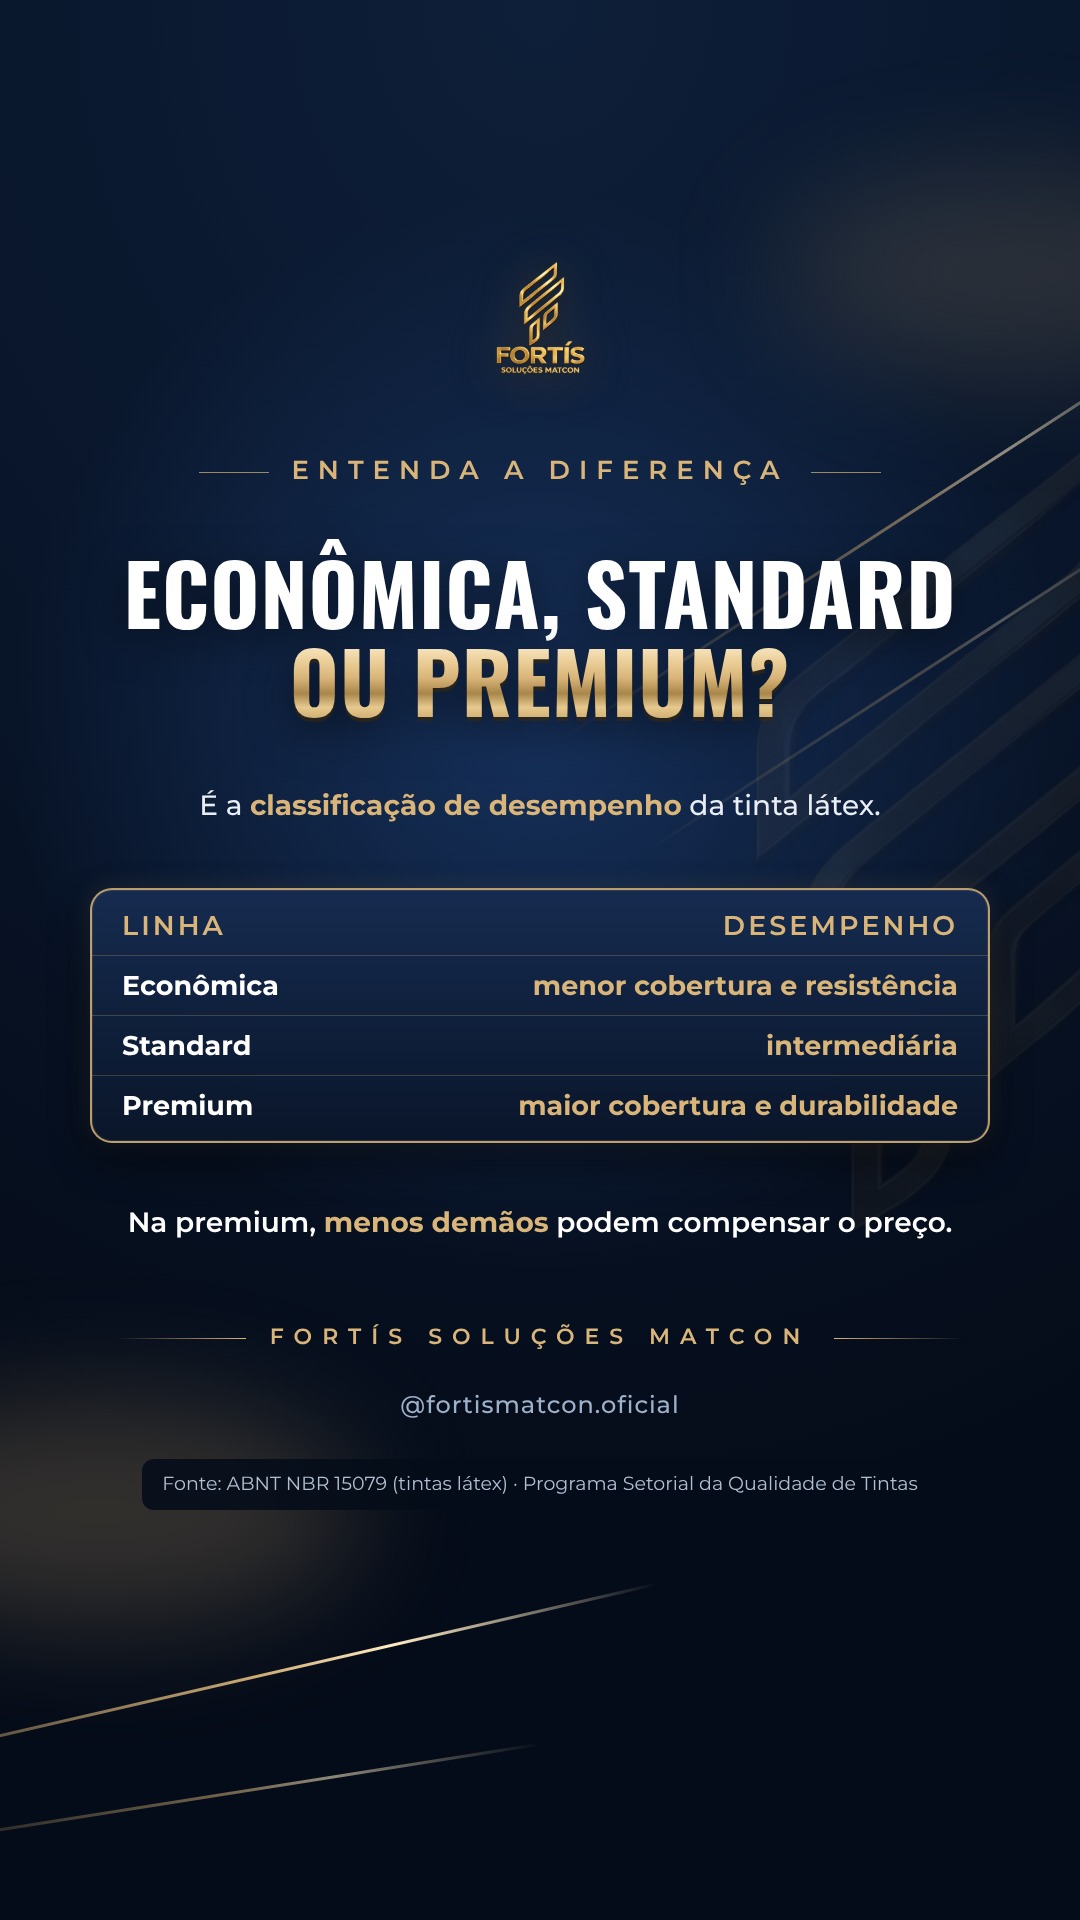 FORTÍS
SOLUÇÕES MATCON
ENTENDA A DIFERENÇA
ECONÔMICA, STANDARD
OU PREMIUM?
É a classificação de desempenho da tinta látex.
LINHA DESEMPENHO
Econômica menor cobertura e resistência
Standard intermediária
Premium maior cobertura e durabilidade
Na premium, menos demãos podem compensar o preço.
FORTÍS SOLUÇÕES MATCON
@fortismatcon.oficial
Fonte: ABNT NBR 15079 (tintas látex) · Programa Setorial da Qualidade de Tintas